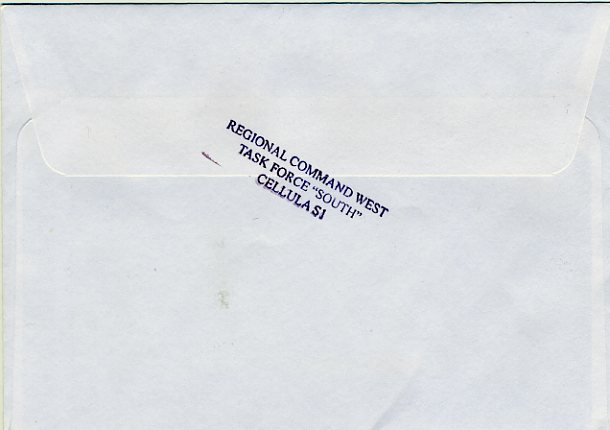 REGIONAL COMMAND WEST
TASK FORCE "SOUTH"
CELLULA S1